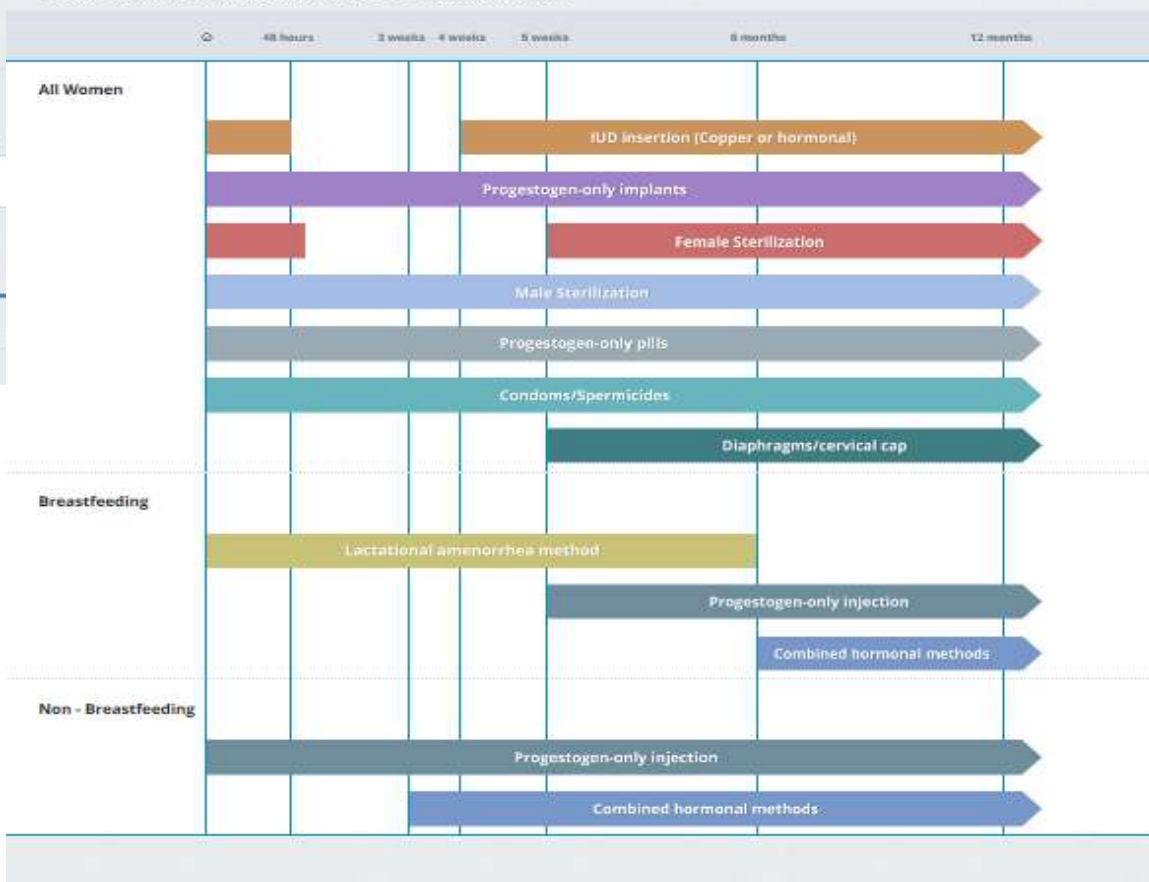 48 hours 3 weeks 4 weeks 6 weeks 6 months 12 months
All Women
IUD insertion (Copper or hormonal)
Progestogen-only implants
Female Sterilization
Male Sterilization
Progestogen-only pills
Condoms/Spermicides
Diaphragms/cervical cap
Breastfeeding
Lactational amenorrhea method
Progestogen-only injection
Combined hormonal methods
Non - Breastfeeding
Progestogen-only injection
Combined hormonal methods